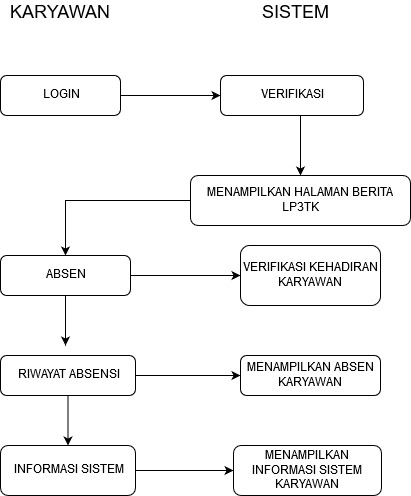 KARYAWAN
SISTEM
LOGIN
VERIFIKASI
MENAMPILKAN HALAMAN BERITA
LP3TK
ABSEN
VERIFIKASI KEHADIRAN
KARYAWAN
RIWAYAT ABSENSI
MENAMPILKAN ABSEN
KARYAWAN
INFORMASI SISTEM
MENAMPILKAN
INFORMASI SISTEM
KARYAWAN